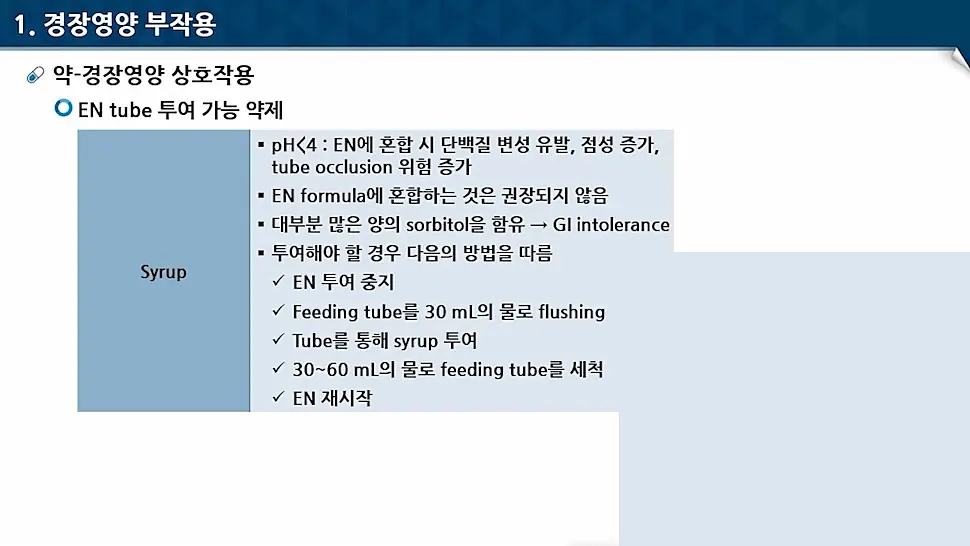 1. 경장영양 부작용
약-경장영양 상호작용
EN tube 투여 가능 약제
Syrup
▪ pH<4 : EN에 혼합 시 단백질 변성 유발, 점성 증가,
tube occlusion 위험 증가
▪ EN formula에 혼합하는 것은 권장되지 않음
▪ 대부분 많은 양의 sorbitol을 함유 → GI intolerance
▪ 투여해야 할 경우 다음의 방법을 따름
✓ EN 투여 중지
✓ Feeding tube를 30 mL의 물로 flushing
✓ Tube를 통해 syrup 투여
✓ 30~60 mL의 물로 feeding tube를 세척
✓ EN 재시작